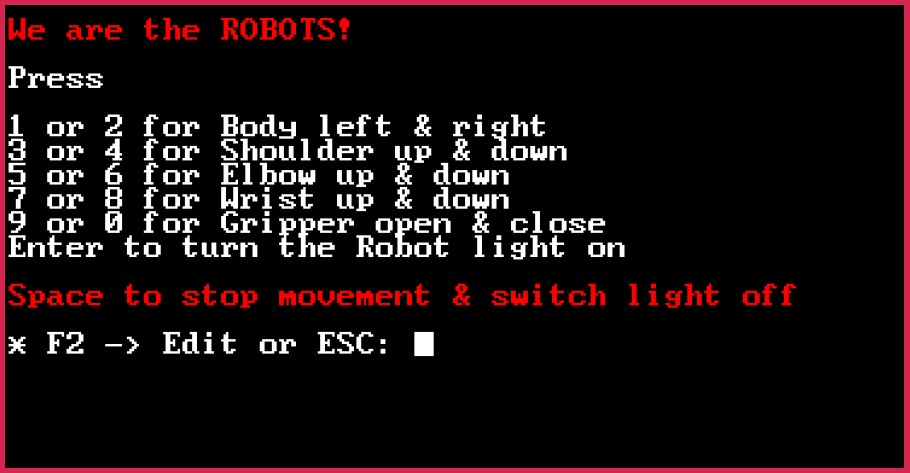 We are the ROBOTS!
Press
1 or 2 for Body left & right
3 or 4 for Shoulder up & down
5 or 6 for Elbow up & down
7 or 8 for Wrist up & down
9 or 0 for Gripper open & close
Enter to turn the Robot light on
Space to stop movement & switch light off
* F2 -> Edit or ESC: